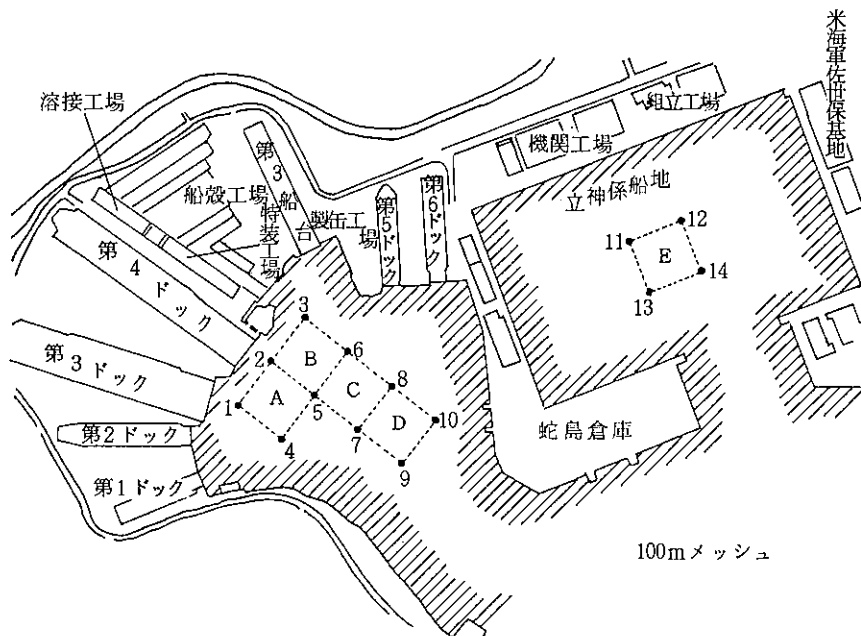 米海軍佐世保基地
溶接工場
組立工場
機関工場
第3船台
船殻工場
製缶工場
特装工場
第5ドック
第6ドック
立神係船地
第4ドック
第3ドック
第2ドック
第1ドック
蛇島倉庫
11
12
E
14
13
3
2
B
6
1
A
5
C
8
4
7
D
10
9
100mメッシュ